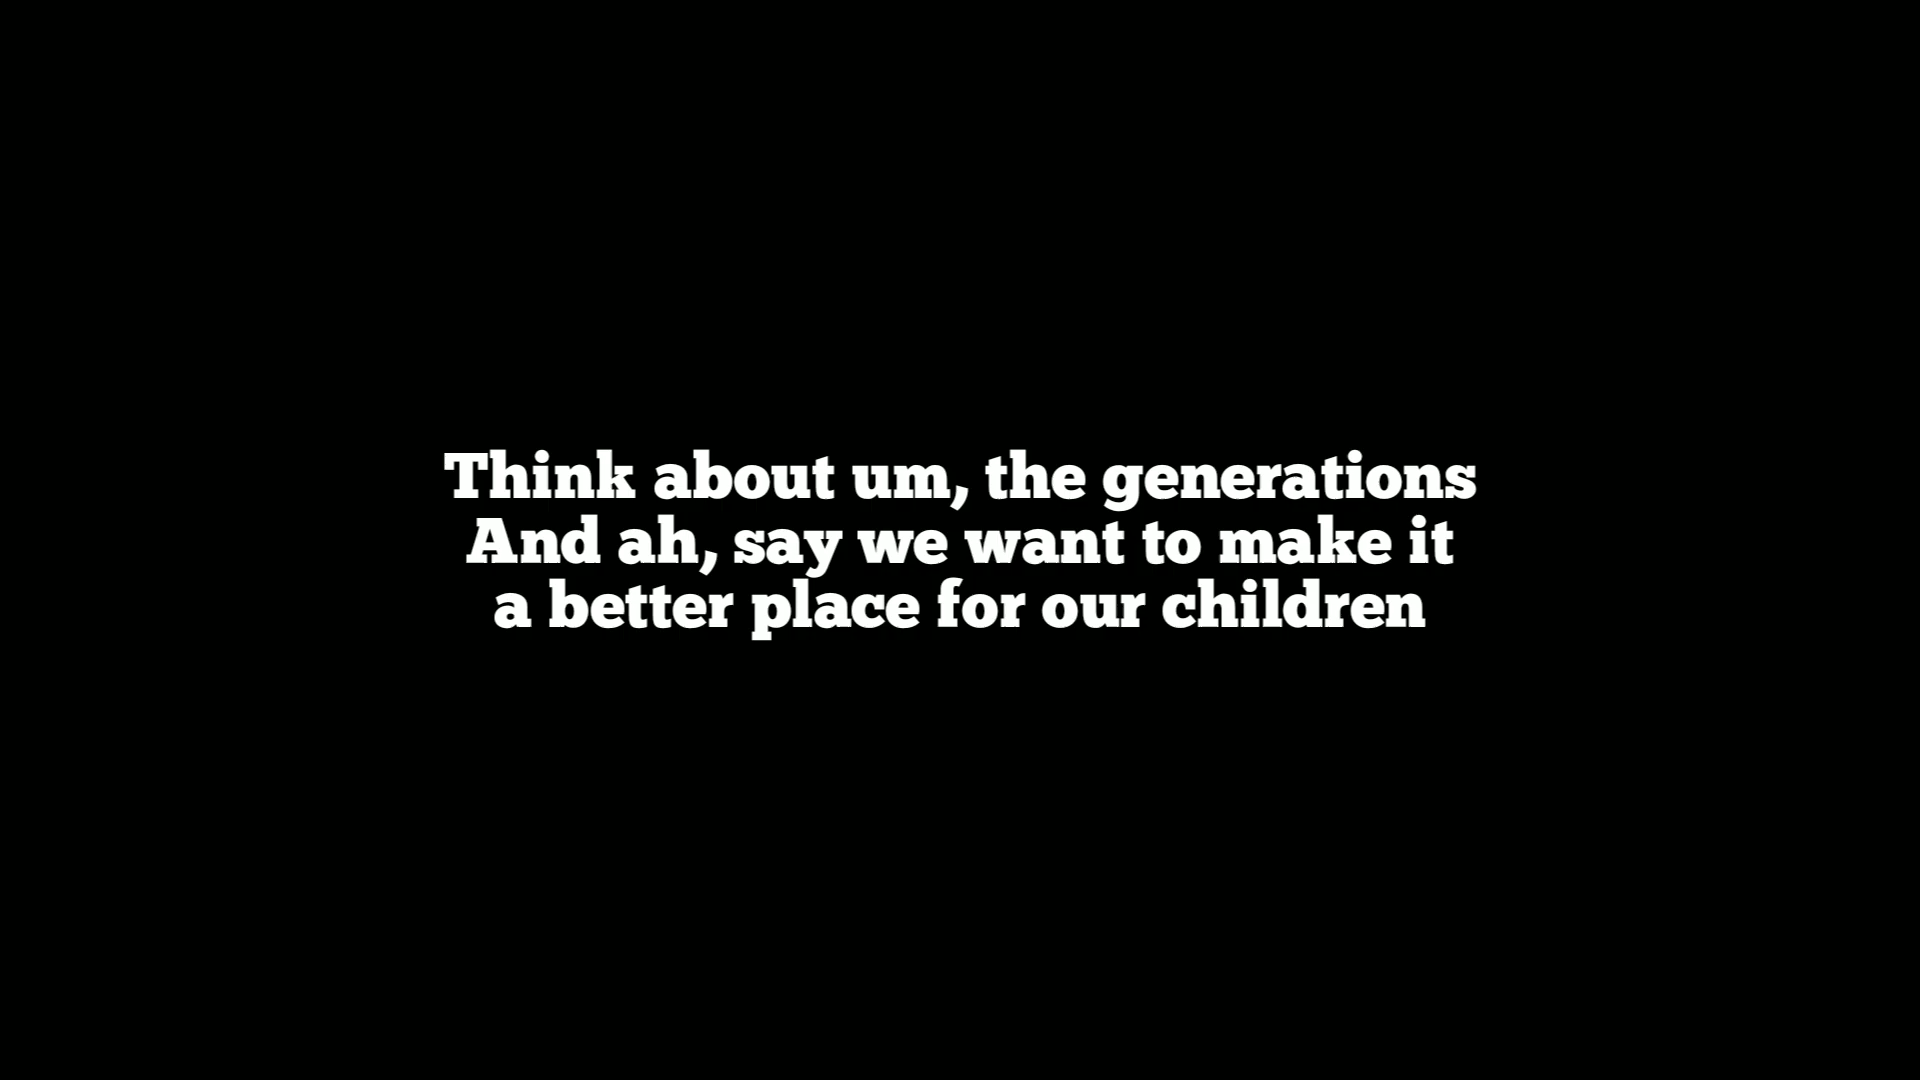 Think about um, the generations
And ah, say we want to make it
a better place for our children